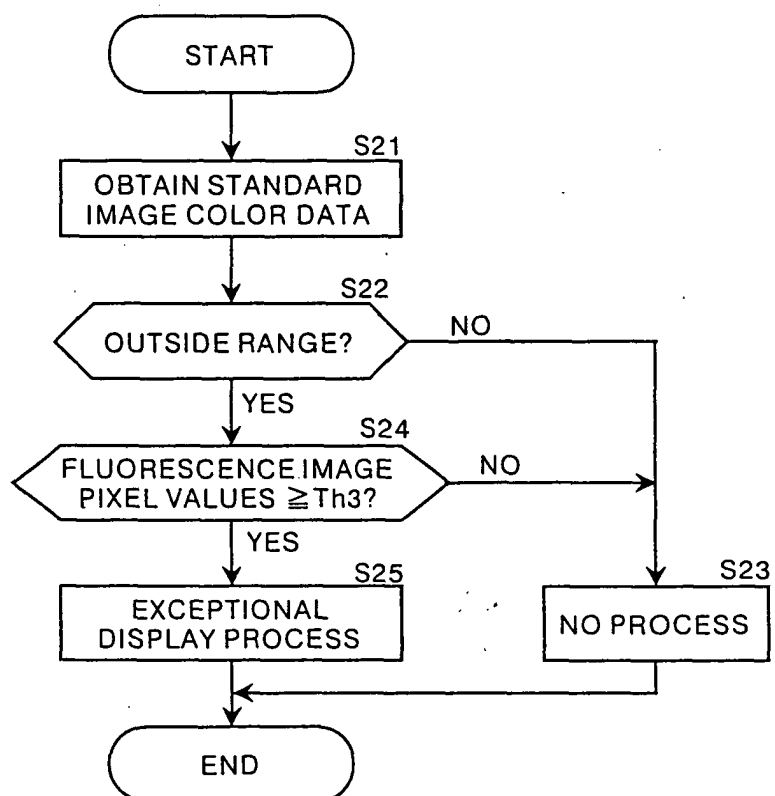 START
S21
OBTAIN STANDARD
IMAGE COLOR DATA
S22
OUTSIDE RANGE?
NO
YES
S24
FLUORESCENCE IMAGE
PIXEL VALUES ≧Th3?
NO
YES
S25
EXCEPTIONAL
DISPLAY PROCESS
S23
NO PROCESS
END